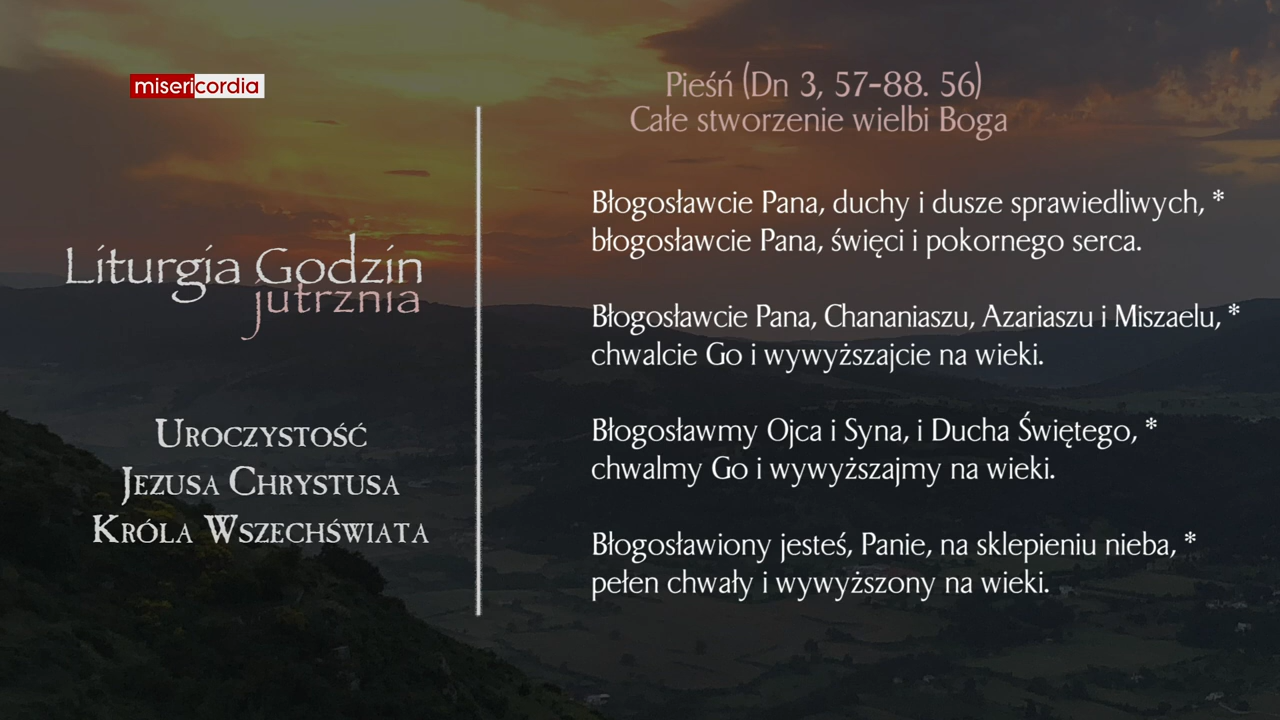 misericordia
Liturgia Godzin
jutrznia
Uroczystość
Jezusa Chrystusa
Króla Wszechświata
Pieśń (Dn 3, 57-88. 56)
Całe stworzenie wielbi Boga
Błogosławcie Pana, duchy i dusze sprawiedliwych, *
błogosławcie Pana, święci i pokornego serca.
Błogosławcie Pana, Chananiaszu, Azariaszu i Miszaelu, *
chwalcie Go i wywyższajcie na wieki.
Błogosławmy Ojca i Syna, i Ducha Świętego, *
chwalmy Go i wywyższajmy na wieki.
Błogosławiony jesteś, Panie, na sklepieniu nieba, *
pełen chwały i wywyższony na wieki.